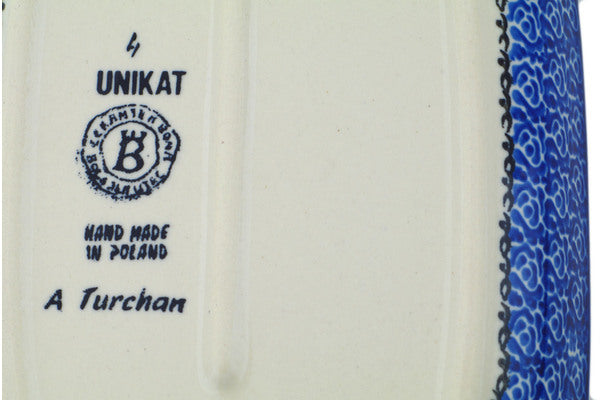 4
UNIKAT
B
HAND MADE
IN POLAND
A Turchan